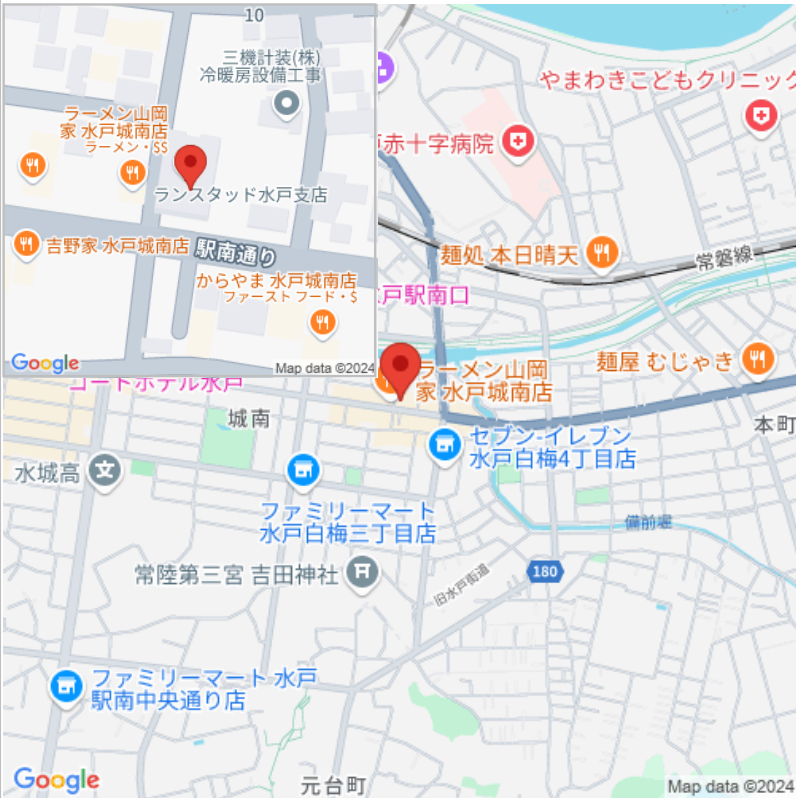 10
三機計装(株)
冷暖房設備工事
ラーメン山岡
家 水戸城南店
ラーメン・$$
ランスタッド水戸支店
吉野家 水戸城南店
駅南通り
からやま 水戸城南店
ファースト フード・$
Google
Map data ©2024
やまわきこどもクリニック
赤十字病院
麺処 本日晴天
常磐線
戸駅南口
ラーメン山岡
家 水戸城南店
麺屋 むじゃき
コートホテル水戸
城南
本町
セブン-イレブン
水戸白梅4丁目店
水城高
ファミリーマート
水戸白梅三丁目店
備前堀
常陸第三宮 吉田神社
180
旧水戸街道
ファミリーマート 水戸
駅南中央通り店
元台町
Google
Map data ©2024